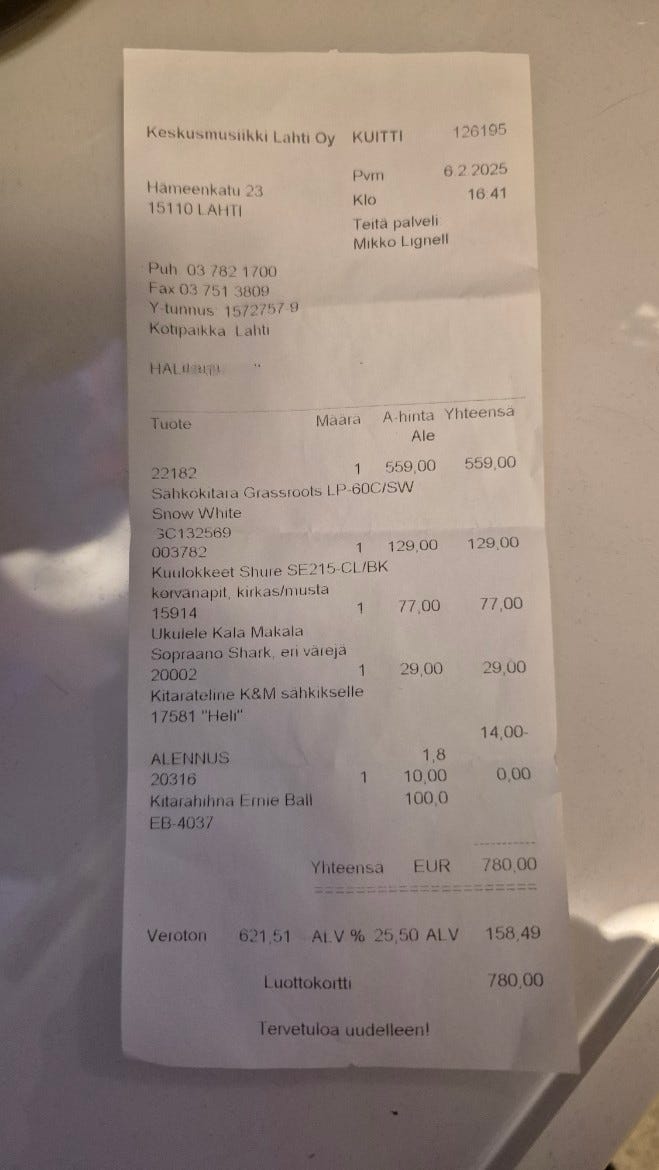 Keskusmusiikki Lahti Oy KUITTI 126195
Pvm 6.2.2025
Hämeenkatu 23 Klo 16:41
15110 LAHTI Teitä palveli
Mikko Lignell
Puh 03 782 1700
Fax 03 751 3809
Y-tunnus 1572757-9
Kotipaikka Lahti
Tuote Määrä A-hinta Yhteensä
Ale
22182 1 559,00 559,00
Sähkökitara Grassroots LP-60C/SW
Snow White
GC132569
003782 1 129,00 129,00
Kuulokkeet Shure SE215-CL/BK
korvanapit, kirkas/musta
15914 1 77,00 77,00
Ukulele Kala Makala
Sopraano Shark, eri värejä
20002 1 29,00 29,00
Kitarateline K&M sähkikselle
17581 "Heli"
14,00-
ALENNUS 1,8
20316 1 10,00 0,00
Kitarahihna Ernie Ball 100,0
EB-4037
Yhteensä EUR 780,00
Veroton 621,51 ALV % 25,50 ALV 158,49
Luottokortti 780,00
Tervetuloa uudelleen!